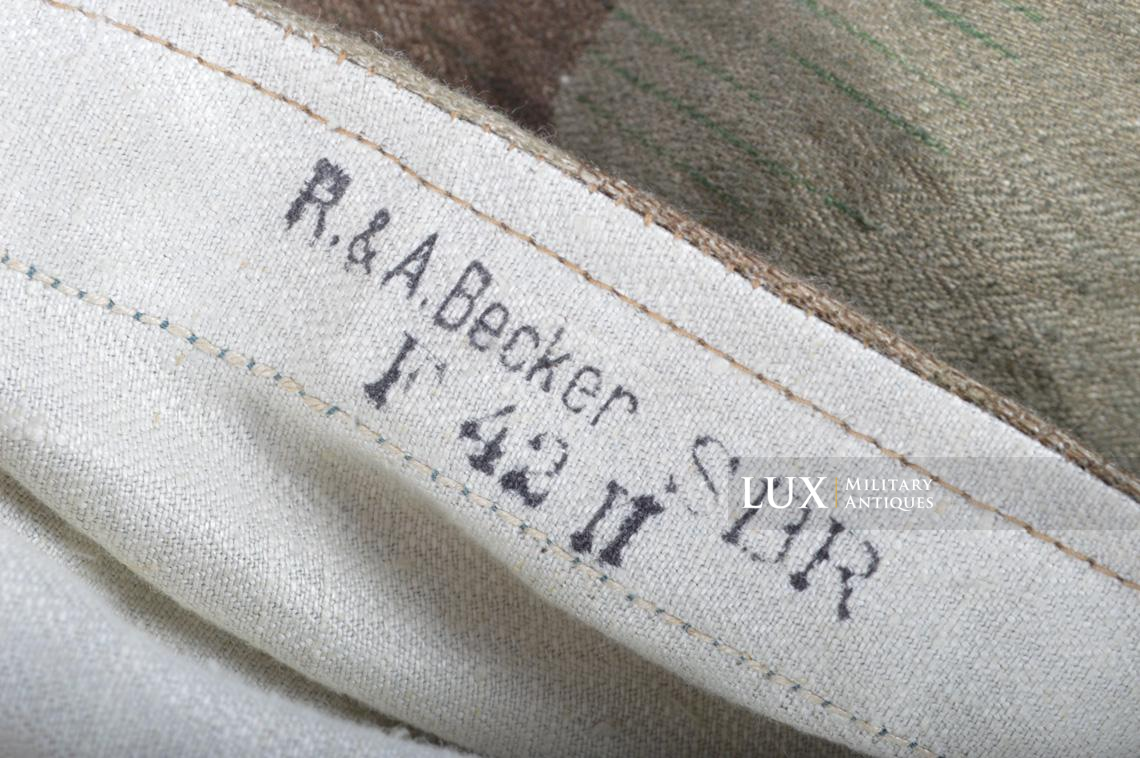 R.&A.Becker
F 42 II
LUX MILITARY
ANTIQUES